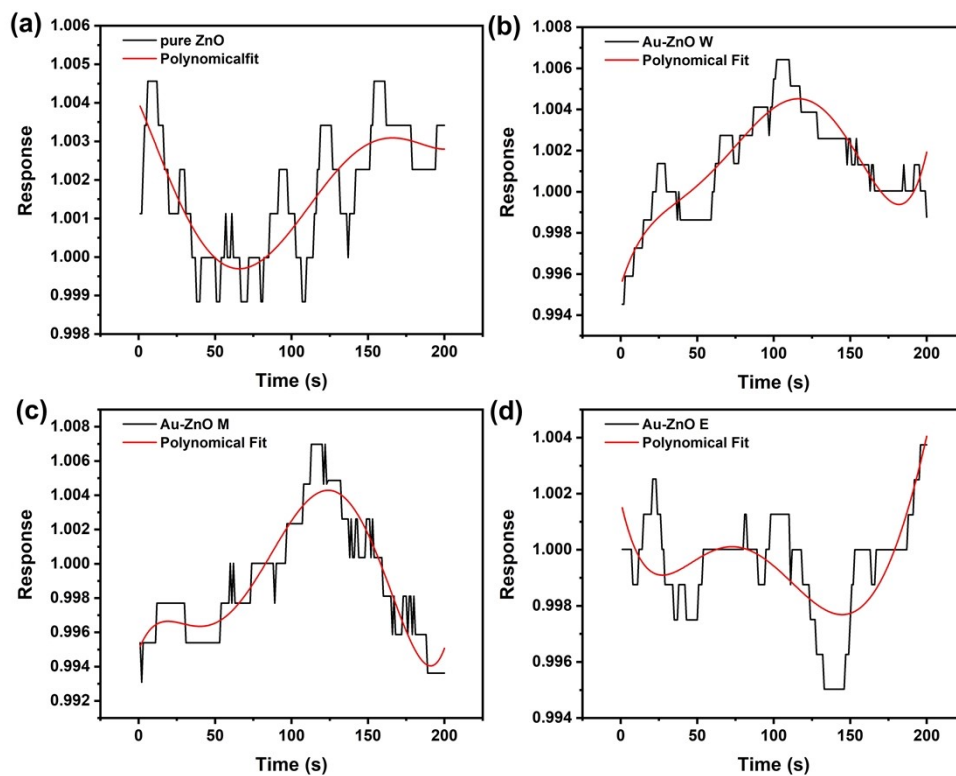 (a)
pure ZnO
Polynomicalfit
1.006
1.005
1.004
1.003
1.002
1.001
1.000
0.999
0.998
Response
0
50
100
150
200
Time (s)
(b)
Au-ZnO W
Polynomical Fit
1.008
1.006
1.004
1.002
1.000
0.998
0.996
0.994
Response
0
50
100
150
200
Time (s)
(c)
Au-ZnO M
Polynomical Fit
1.008
1.006
1.004
1.002
1.000
0.998
0.996
0.994
0.992
Response
0
50
100
150
200
Time (s)
(d)
Au-ZnO E
Polynomical Fit
1.004
1.002
1.000
0.998
0.996
0.994
Response
0
50
100
150
200
Time (s)